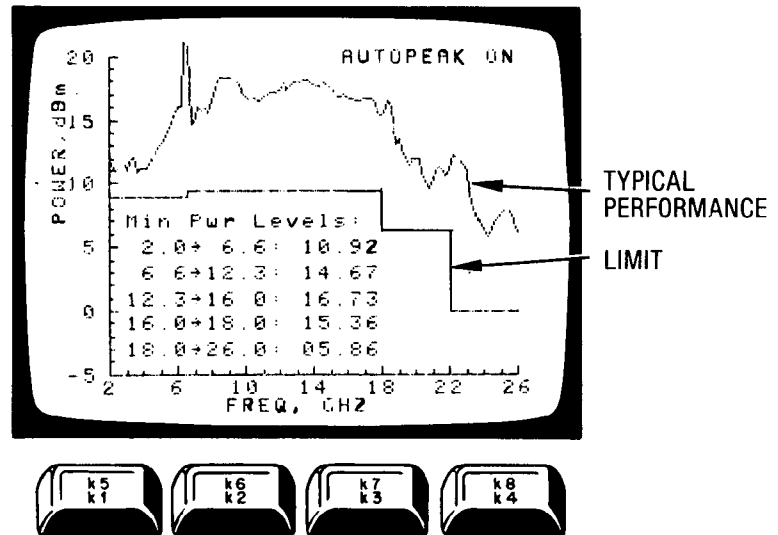 AUTOPEAK ON
POWER, dBm
20
15
10
5
0
-5
Min Pwr Levels:
2.0→ 6.6: 10.92
6 6→12.3: 14.67
12.3→16 0: 16.73
16.0→18.0: 15.36
18.0→26.0: 05.86
2 6 10 14 18 22 26
FREQ, GHZ
TYPICAL
PERFORMANCE
LIMIT
k5
k1
k6
k2
k7
k3
k8
k4